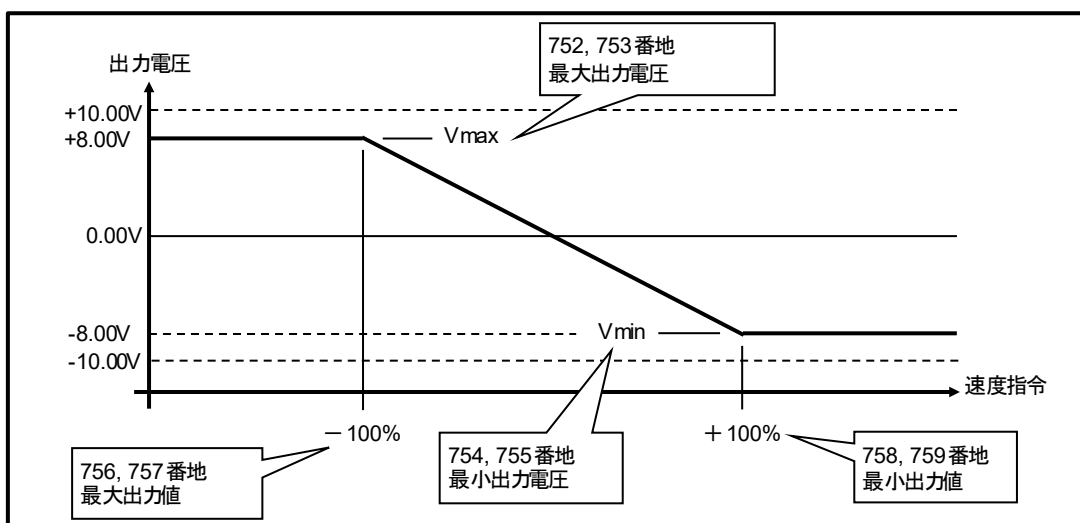 752, 753番地
最大出力電圧
出力電圧
+10.00V
+8.00V
Vmax
0.00V
-8.00V
Vmin
-10.00V
速度指令
－100%
＋100%
756, 757番地
最大出力値
754, 755番地
最小出力電圧
758, 759番地
最小出力値